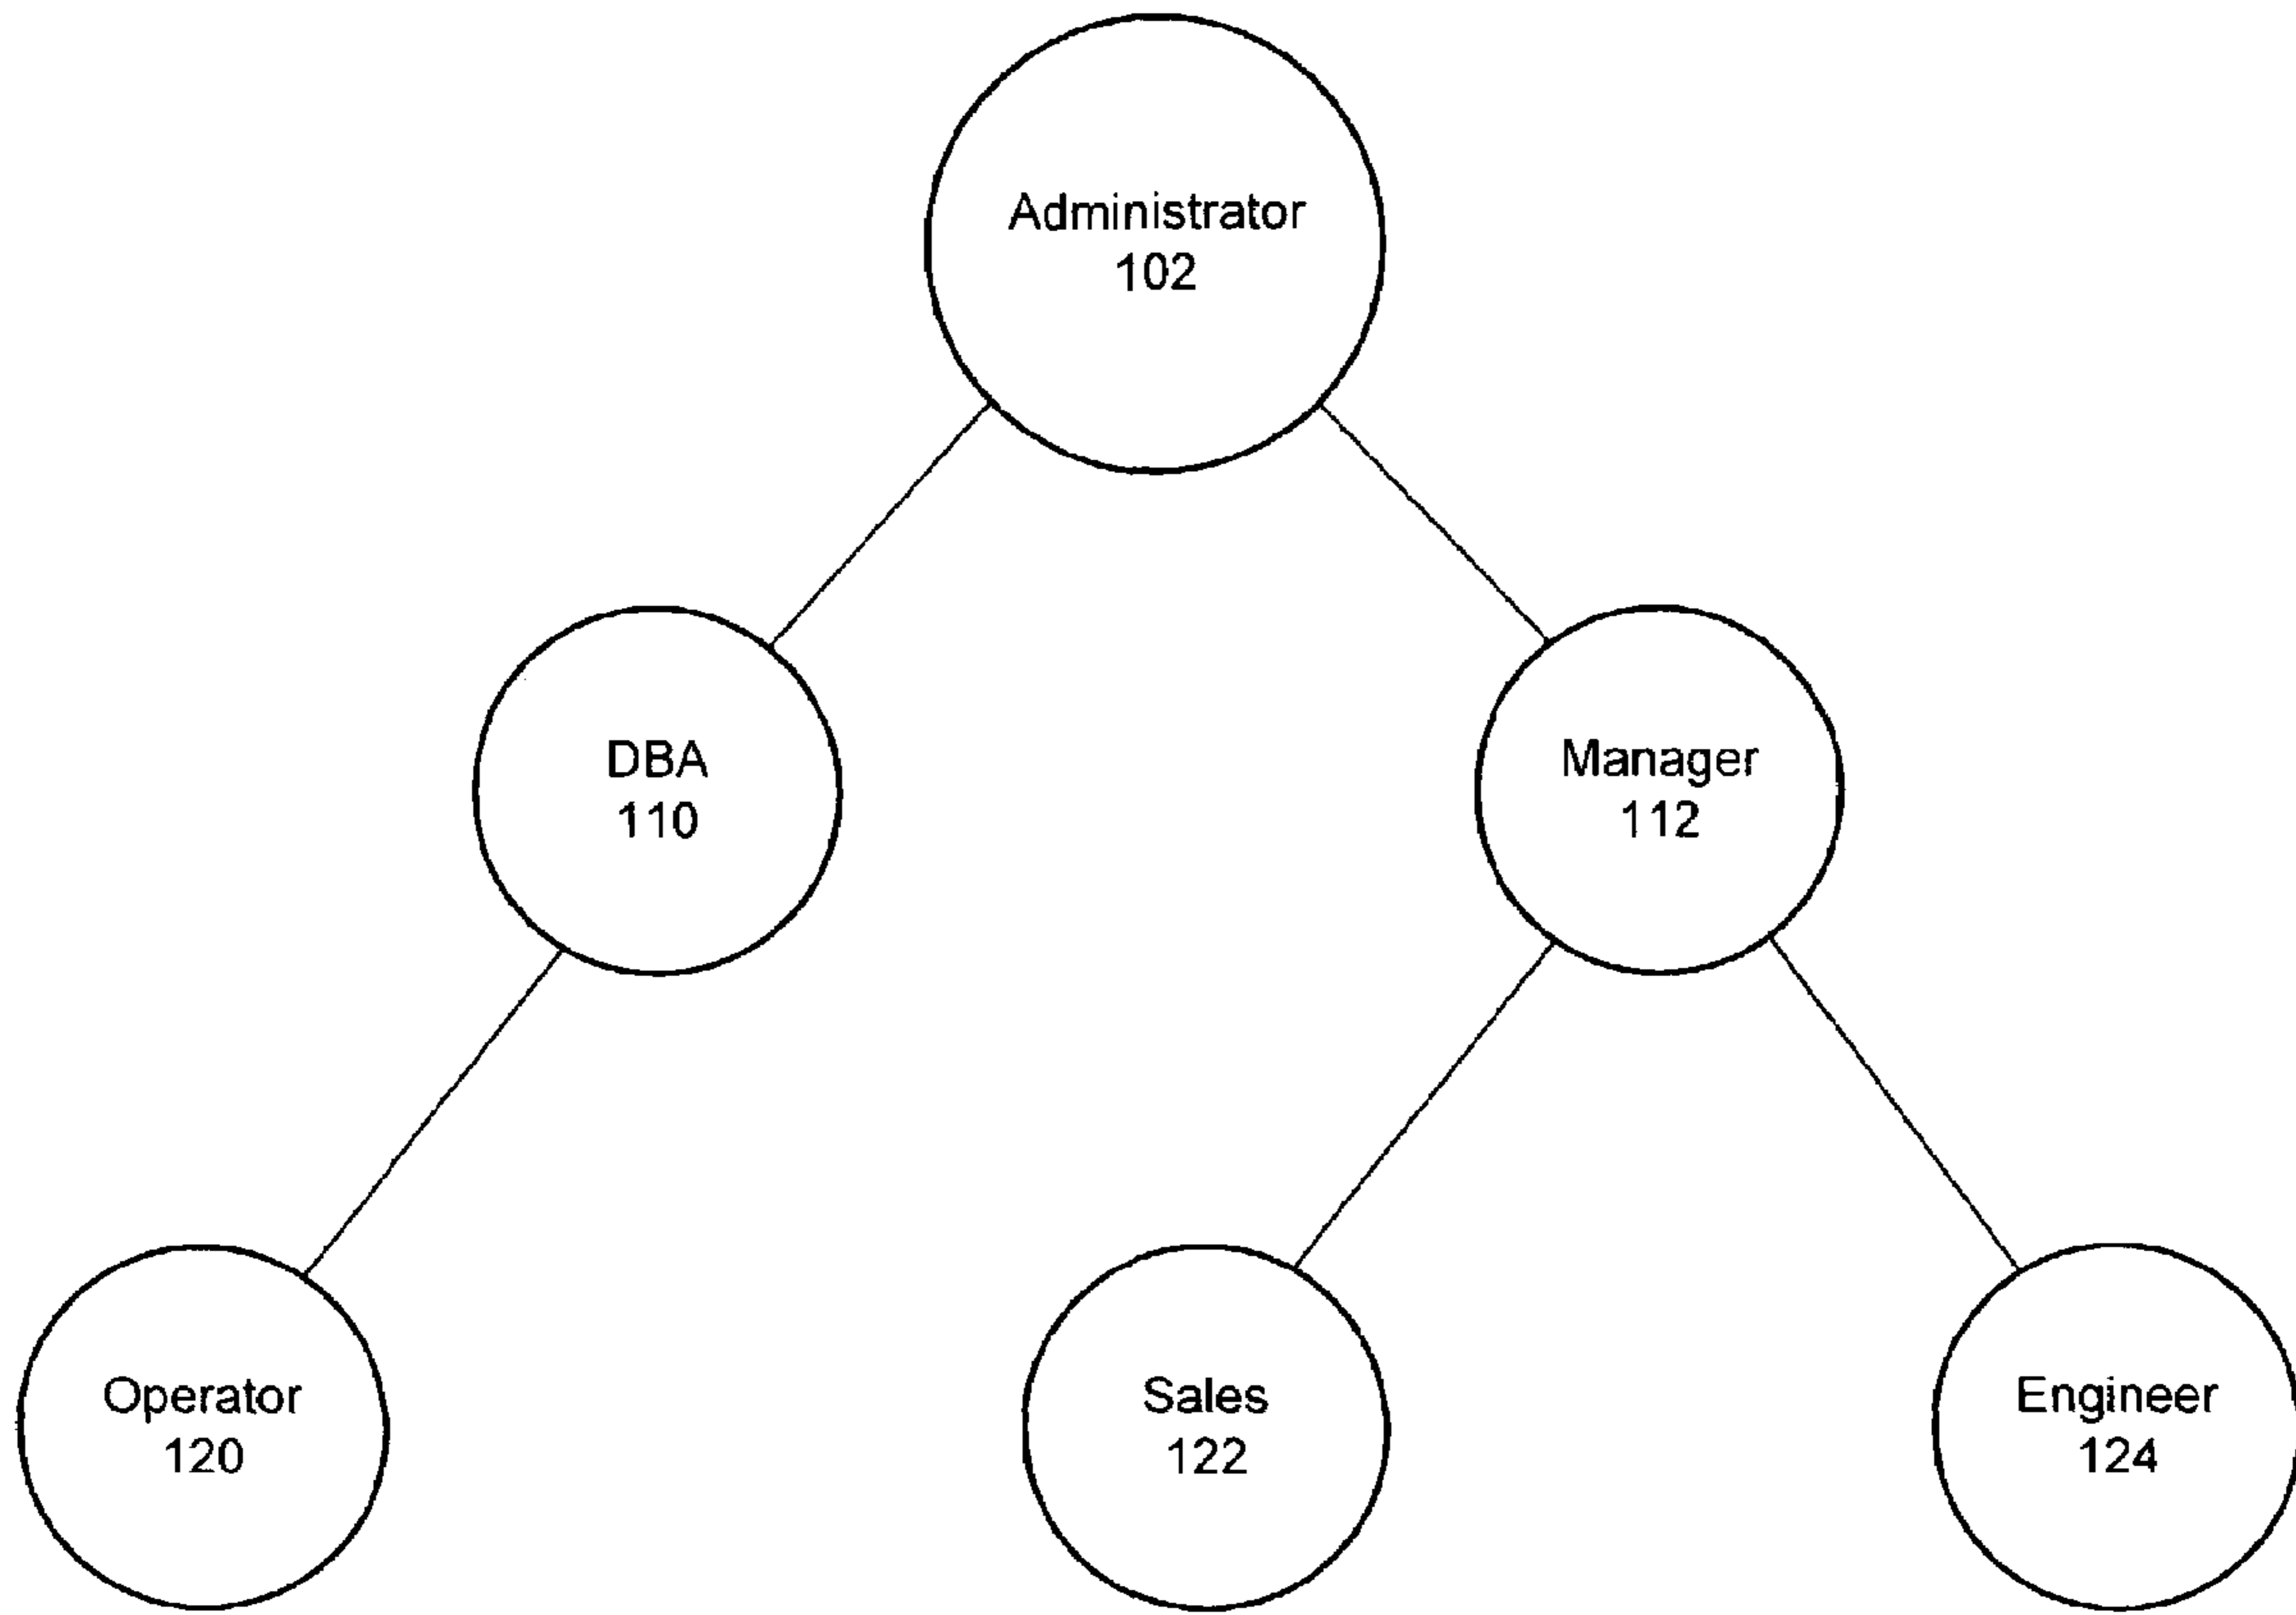 Administrator
102
DBA
110
Manager
112
Operator
120
Sales
122
Engineer
124